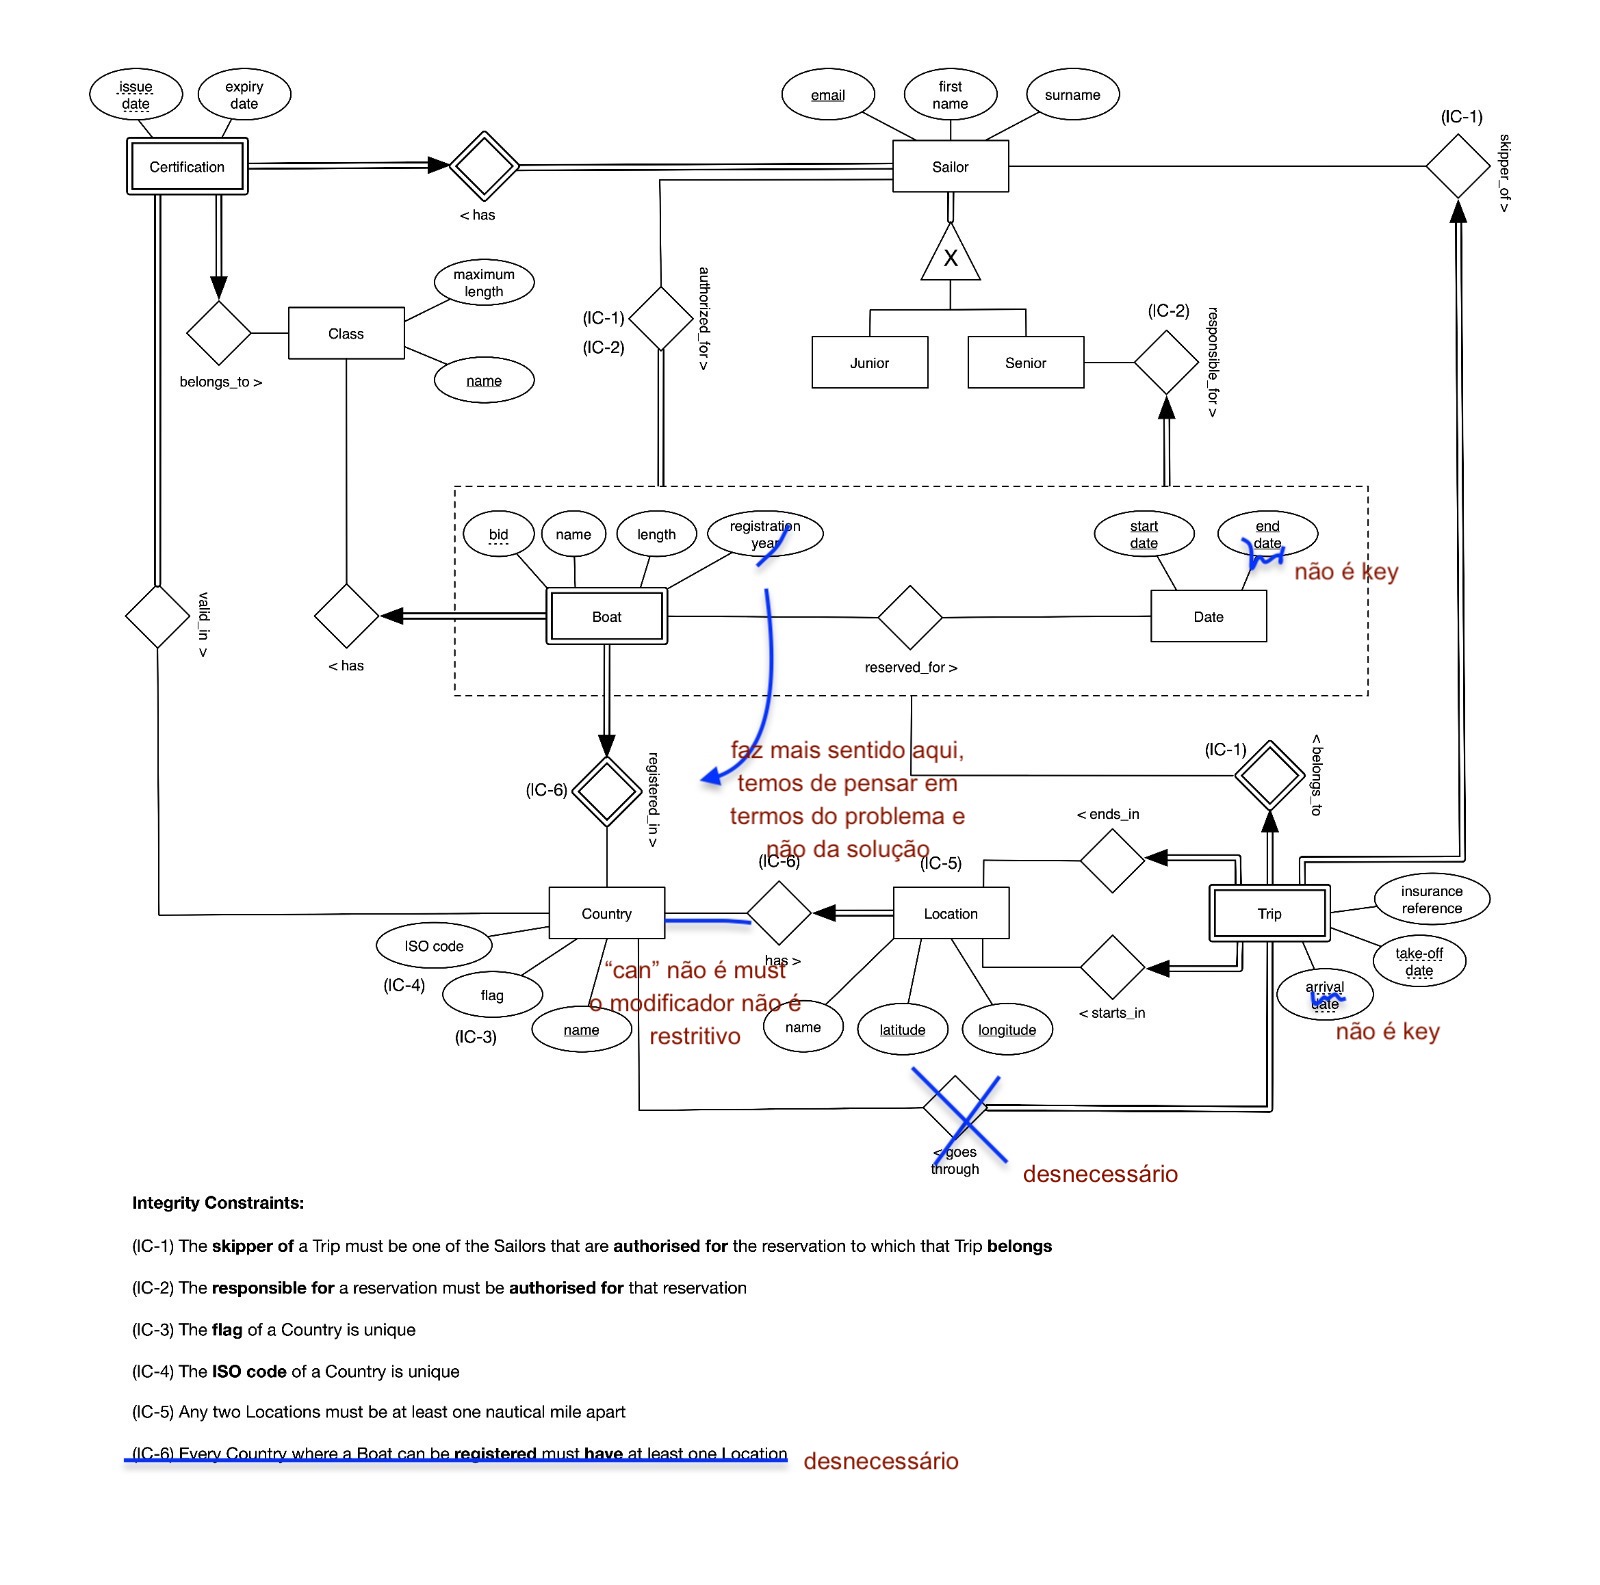 issue
date
expiry
date
email
first
name
surname
(IC-1)
skipper_of >
Certification
Sailor
< has
X
maximum
length
authorized_for >
(IC-1)
(IC-2)
(IC-2)
responsible_for >
Class
Junior
Senior
belongs_to >
name
bid
name
length
registration
year
start
date
end
date
não é key
valid_in >
Boat
Date
< has
reserved_for >
faz mais sentido aqui,
temos de pensar em
termos do problema e
não da solução
(IC-6)
registered_in >
(IC-1)
< belongs_to
< ends_in
(IC-6)
(IC-5)
Country
Location
Trip
insurance
reference
ISO code
has >
take-off
date
“can” não é must
o modificador não é
restritivo
(IC-4)
flag
arrival
date
não é key
(IC-3)
name
name
latitude
longitude
< starts_in
< goes
through
desnecessário
Integrity Constraints:
(IC-1) The skipper of a Trip must be one of the Sailors that are authorised for the reservation to which that Trip belongs
(IC-2) The responsible for a reservation must be authorised for that reservation
(IC-3) The flag of a Country is unique
(IC-4) The ISO code of a Country is unique
(IC-5) Any two Locations must be at least one nautical mile apart
(IC-6) Every Country where a Boat can be registered must have at least one Location
desnecessário